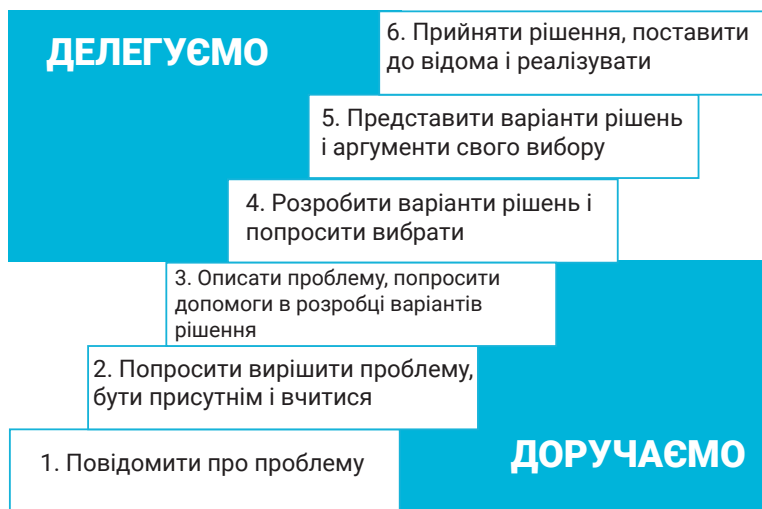 ДЕЛЕГУЄМО
6. Прийняти рішення, поставити
до відома і реалізувати
5. Представити варіанти рішень
і аргументи свого вибору
4. Розробити варіанти рішень і
попросити вибрати
3. Описати проблему, попросити
допомоги в розробці варіантів
рішення
2. Попросити вирішити проблему,
бути присутнім і вчитися
1. Повідомити про проблему
ДОРУЧАЄМО